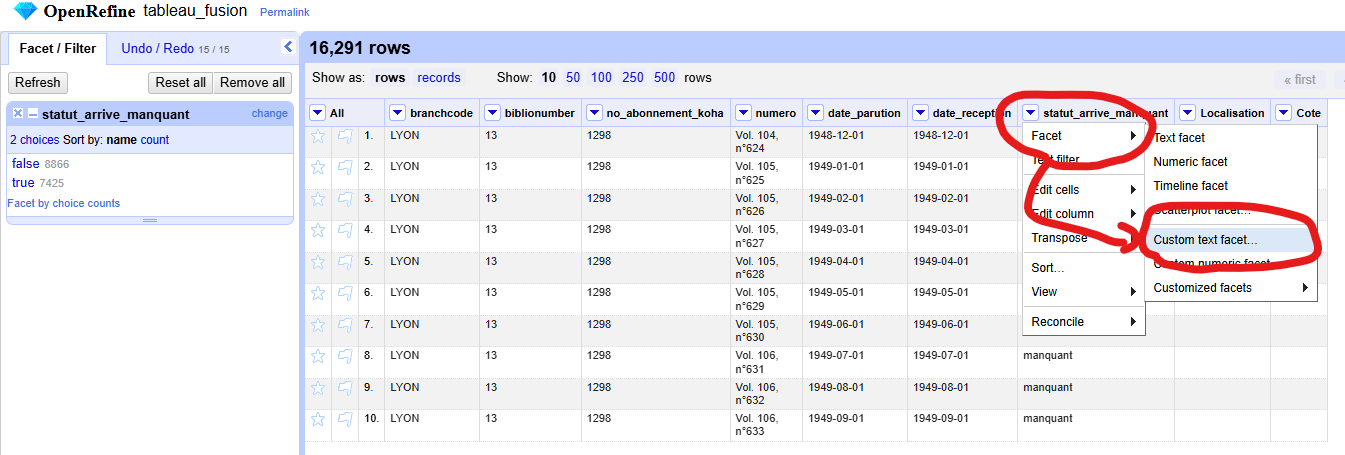 OpenRefine tableau_fusion Permalink
Facet / Filter Undo / Redo 15 / 15
16,291 rows
Refresh Reset all Remove all
Show as: rows records Show: 10 50 100 250 500 rows « first
statut_arrive_manquant change
2 choices Sort by: name count
false 8866
true 7425
Facet by choice counts
All branchcode biblionumber no_abonnement_koha numero date_parution date_reception statut_arrive_manquant Localisation Cote
1. LYON 13 1298 Vol. 104, n°624 1948-12-01 1948-12-01
2. LYON 13 1298 Vol. 105, n°625 1949-01-01 1949-01-01
3. LYON 13 1298 Vol. 105, n°626 1949-02-01 1949-02-01
4. LYON 13 1298 Vol. 105, n°627 1949-03-01 1949-03-01
5. LYON 13 1298 Vol. 105, n°628 1949-04-01 1949-04-01
6. LYON 13 1298 Vol. 105, n°629 1949-05-01 1949-05-01
7. LYON 13 1298 Vol. 105, n°630 1949-06-01 1949-06-01
8. LYON 13 1298 Vol. 106, n°631 1949-07-01 1949-07-01 manquant
9. LYON 13 1298 Vol. 106, n°632 1949-08-01 1949-08-01 manquant
10. LYON 13 1298 Vol. 106, n°633 1949-09-01 1949-09-01 manquant
Facet
Text filter
Edit cells
Edit column
Transpose
Sort...
View
Reconcile
Text facet
Numeric facet
Timeline facet
Scatterplot facet...
Custom text facet...
Custom numeric facet
Customized facets